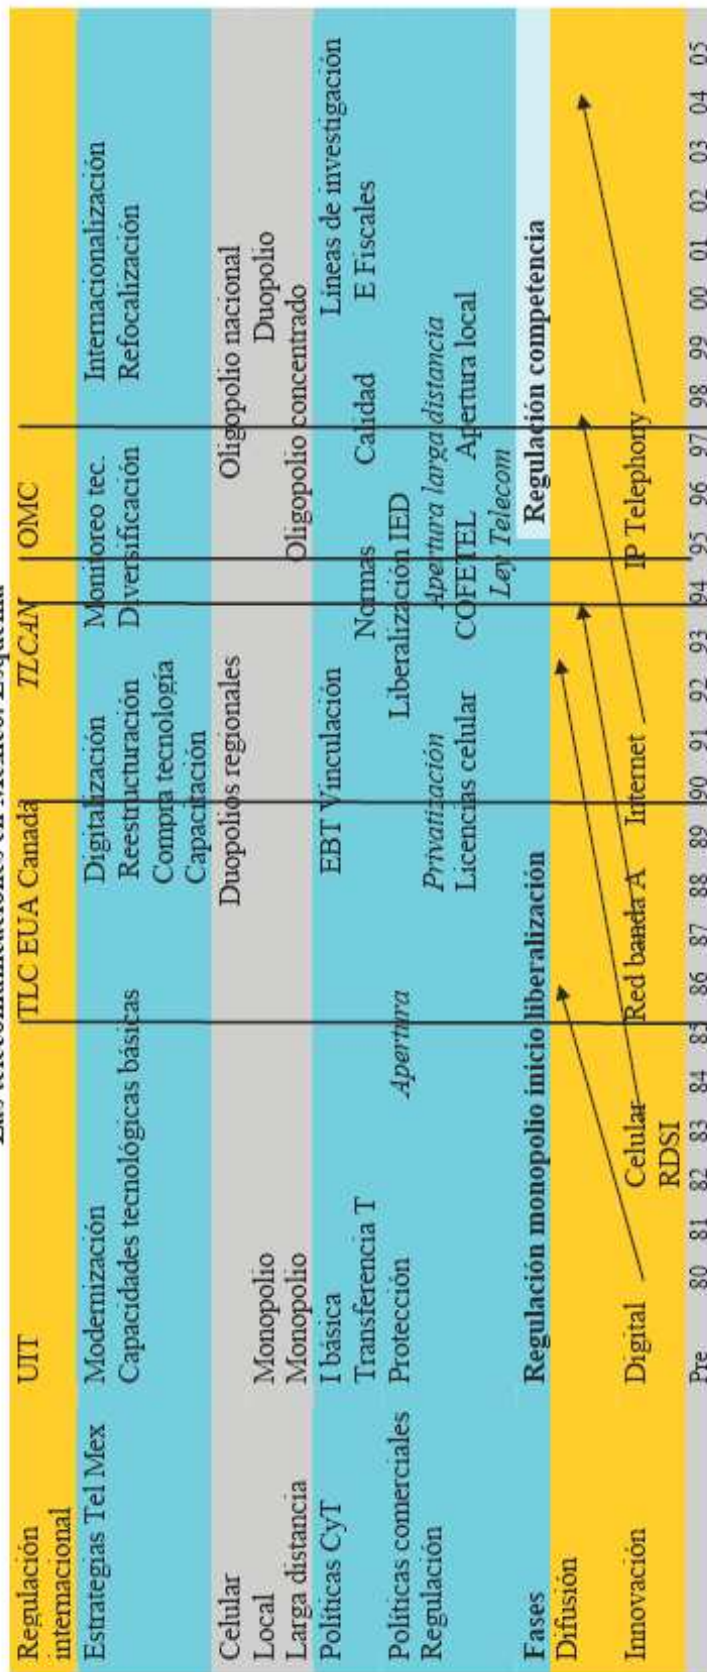 Regulación internacional UIT TLC EUA Canadá TLCAN OMC
Estrategias Tel Mex Modernización Digitalización Monitoreo tec. Internacionalización
Capacidades tecnológicas básicas Reestructuración Diversificación Refocalización
Compra tecnología
Capacitación
Celular Duopolios regionales Oligopolio nacional
Local Monopolio Duopolio
Larga distancia Monopolio Oligopolio concentrado
Políticas CyT I básica EBT Vinculación Líneas de investigación
Transferencia T Normas Calidad E Fiscales
Políticas comerciales Protección Apertura Liberalización IED
Regulación Privatización Apertura larga distancia
Licencias celular COFETEL Apertura local
Ley Telecom
Fases Regulación monopolio inicio liberalización Regulación competencia
Difusión
Innovación Digital Celular Red banda A Internet IP Telephony
RDSI
Pre 80 81 82 83 84 85 86 87 88 89 90 91 92 93 94 95 96 97 98 99 00 01 02 03 04 05